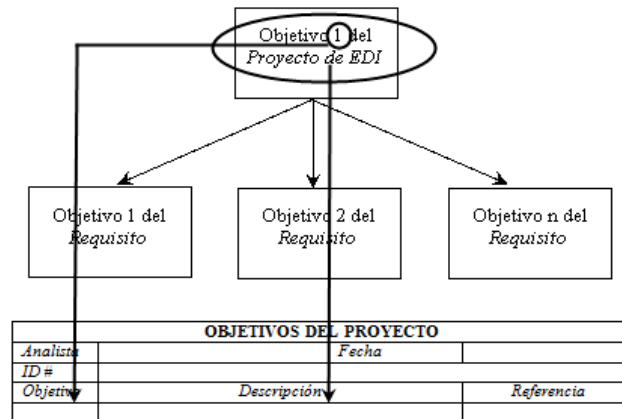 Objetivo 1 del
Proyecto de EDI
Objetivo 1 del
Requisito
Objetivo 2 del
Requisito
Objetivo n del
Requisito
OBJETIVOS DEL PROYECTO
Analista Fecha
ID #
Objetivo Descripción Referencia